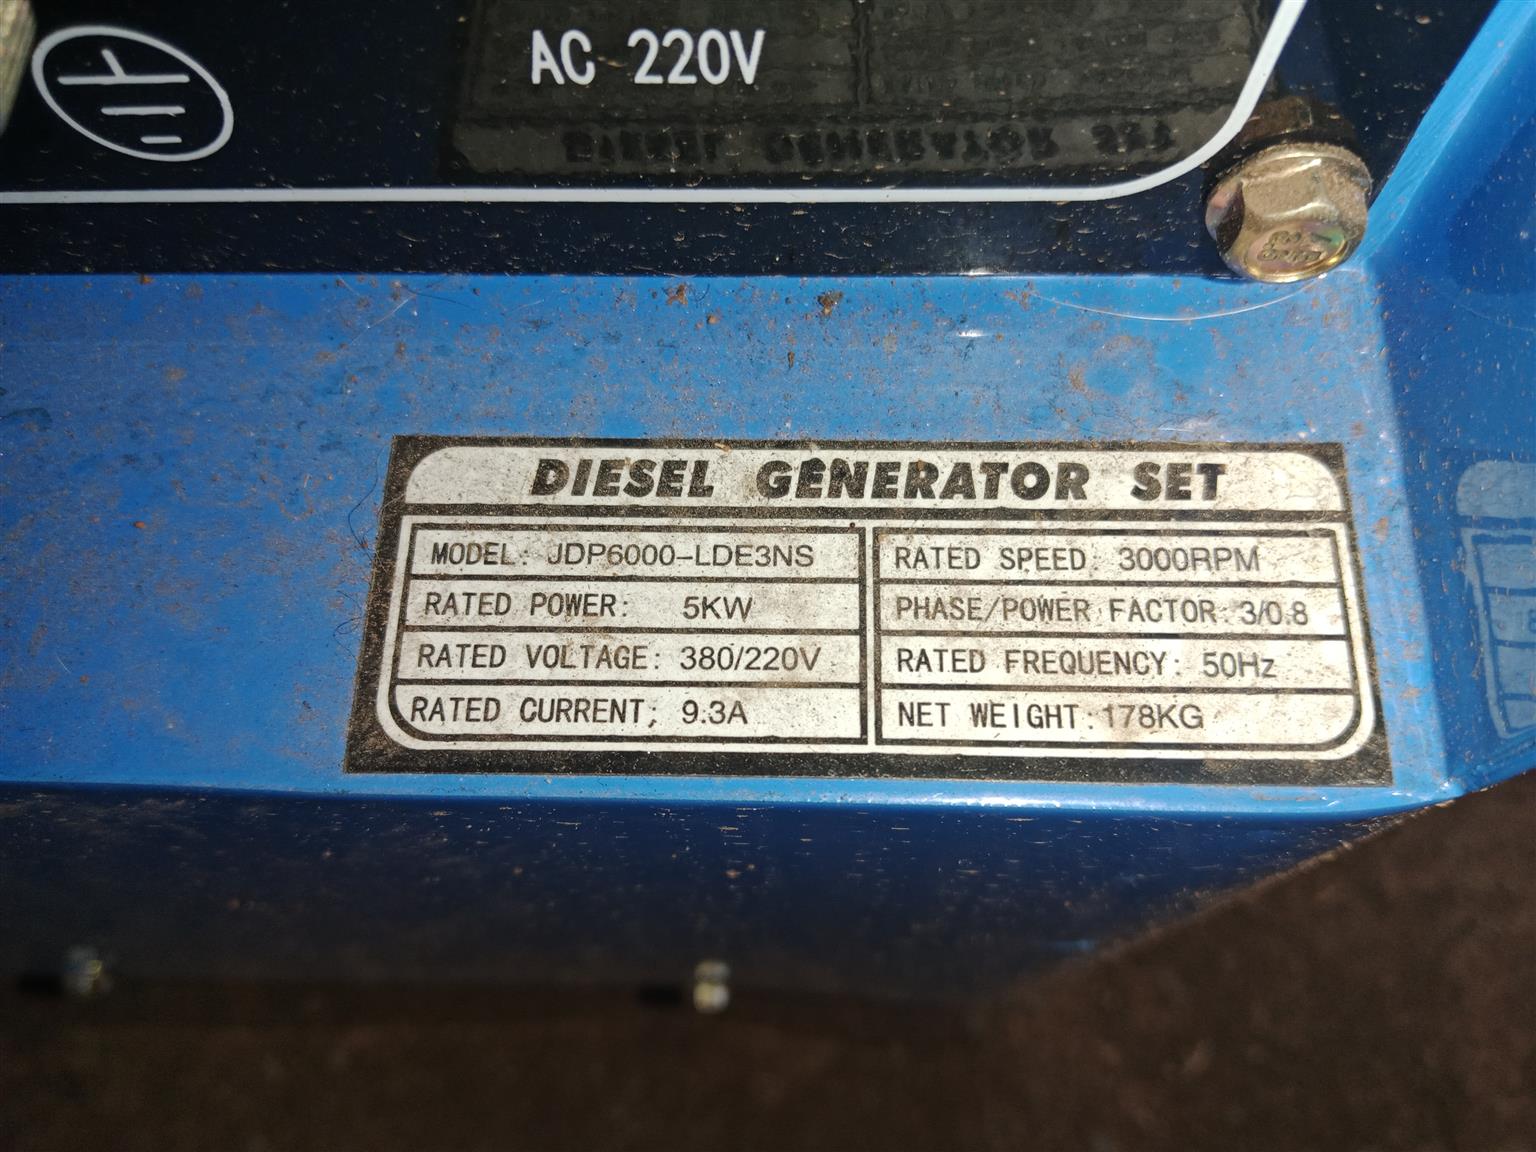 AC 220V
DIESEL GENERATOR SET
MODEL: JDP6000-LDE3NS
RATED POWER: 5KW
RATED VOLTAGE: 380/220V
RATED CURRENT: 9.3A
RATED SPEED: 3000RPM
PHASE/POWER FACTOR: 3/0.8
RATED FREQUENCY: 50Hz
NET WEIGHT: 178KG